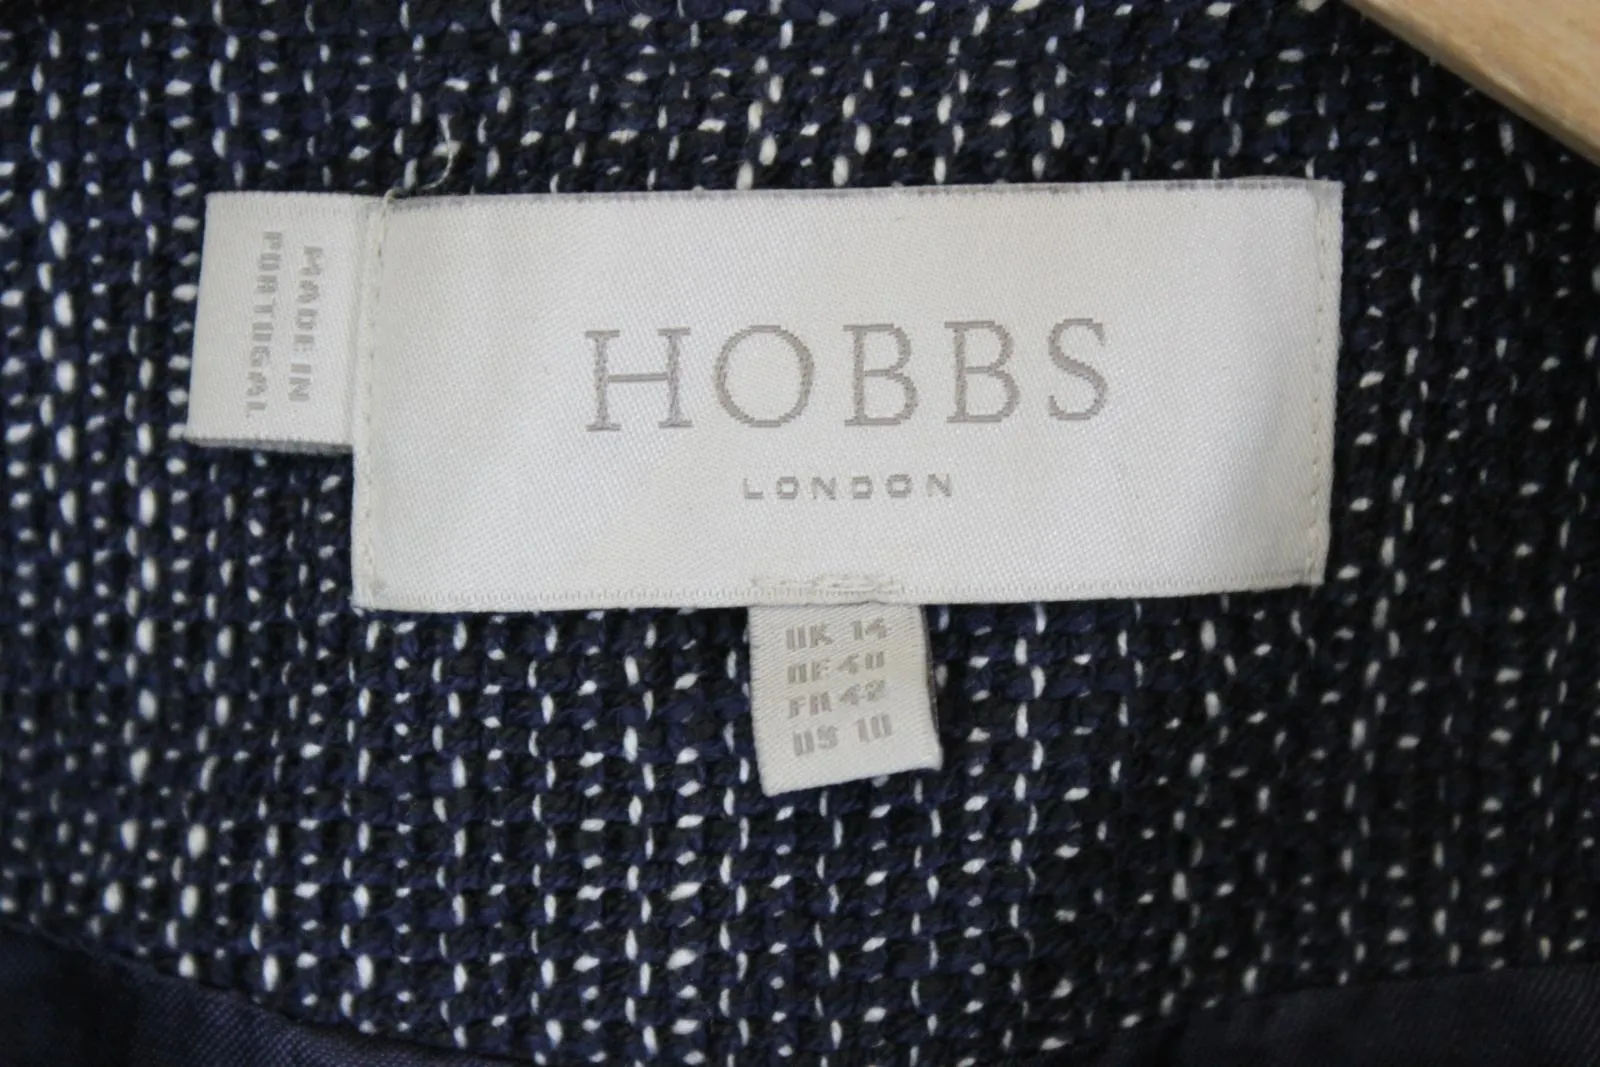 MADE IN
PORTUGAL
HOBBS
LONDON
UK 14
DE 40
FR 42
US 10